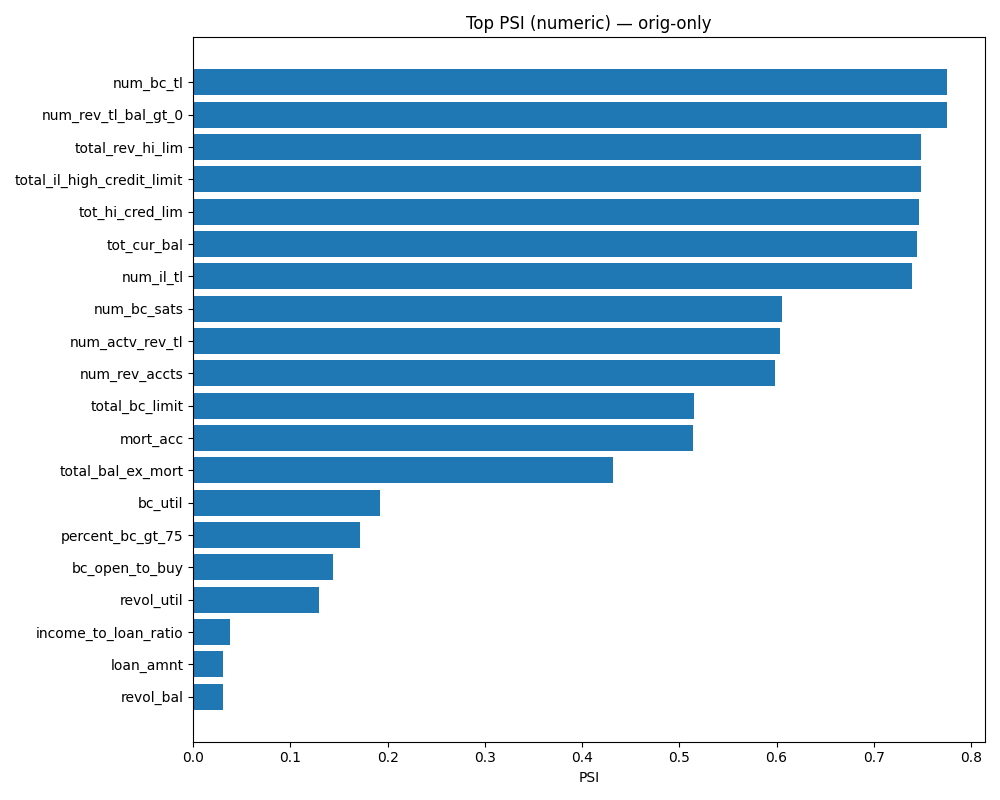 Top PSI (numeric) — orig-only
num_bc_tl
num_rev_tl_bal_gt_0
total_rev_hi_lim
total_il_high_credit_limit
tot_hi_cred_lim
tot_cur_bal
num_il_tl
num_bc_sats
num_actv_rev_tl
num_rev_accts
total_bc_limit
mort_acc
total_bal_ex_mort
bc_util
percent_bc_gt_75
bc_open_to_buy
revol_util
income_to_loan_ratio
loan_amnt
revol_bal
0.0 0.1 0.2 0.3 0.4 0.5 0.6 0.7 0.8
PSI